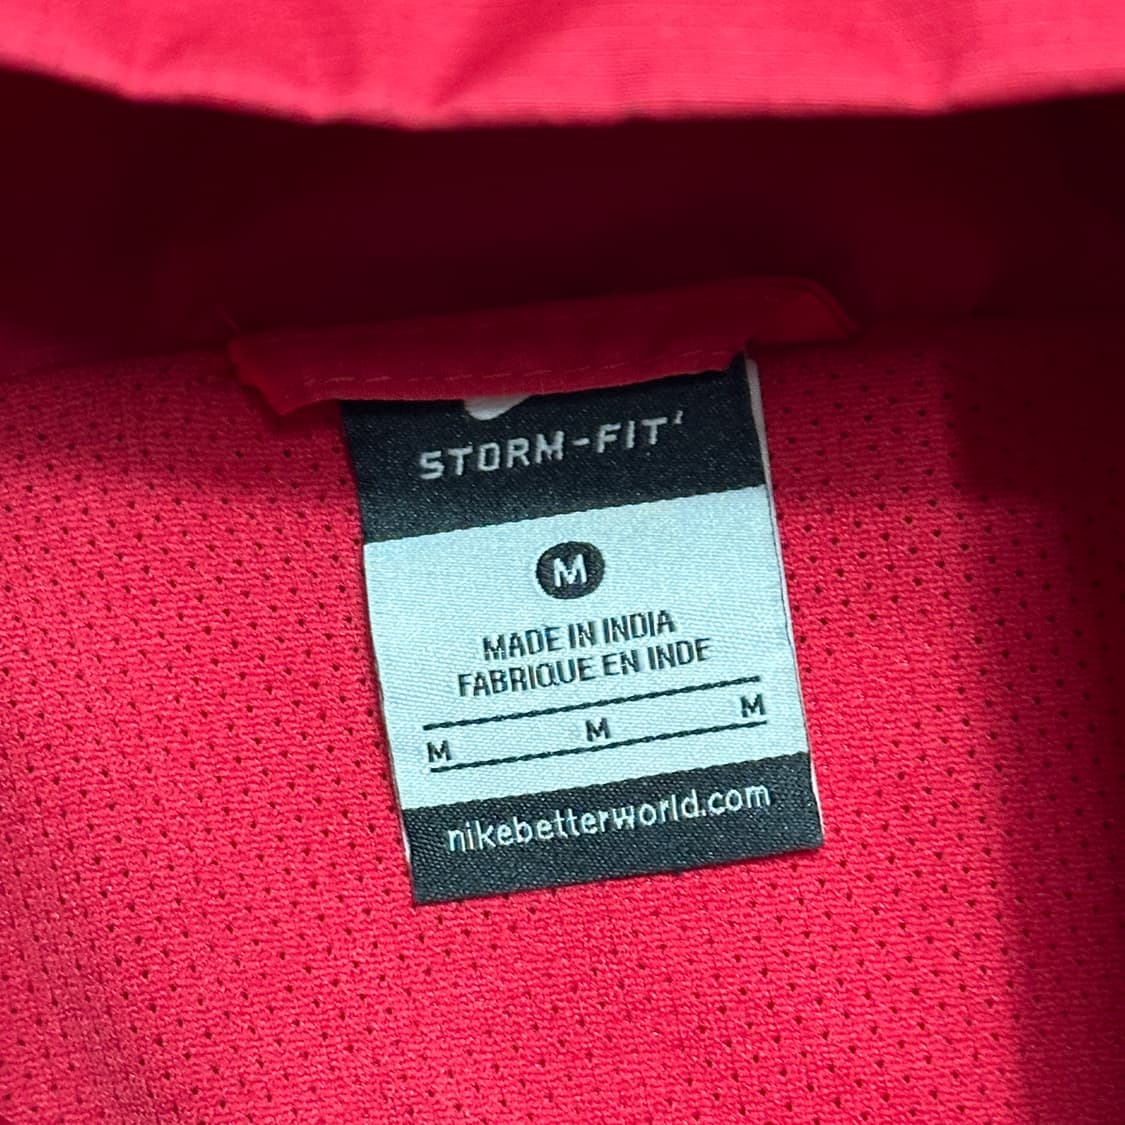 STORM-FIT
M
MADE IN INDIA
FABRIQUE EN INDE
M M M
nikebetterworld.com